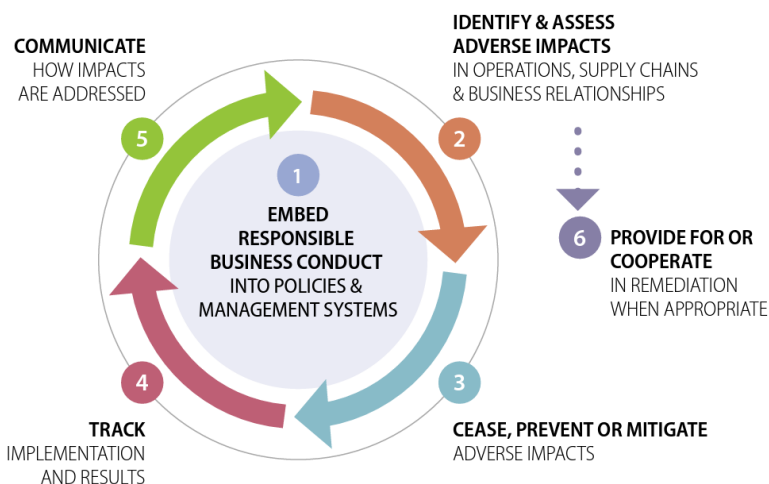 1
EMBED
RESPONSIBLE
BUSINESS CONDUCT
INTO POLICIES &
MANAGEMENT SYSTEMS
2
IDENTIFY & ASSESS
ADVERSE IMPACTS
IN OPERATIONS, SUPPLY CHAINS
& BUSINESS RELATIONSHIPS
3
CEASE, PREVENT OR MITIGATE
ADVERSE IMPACTS
4
TRACK
IMPLEMENTATION
AND RESULTS
5
COMMUNICATE
HOW IMPACTS
ARE ADDRESSED
6
PROVIDE FOR OR
COOPERATE
IN REMEDIATION
WHEN APPROPRIATE